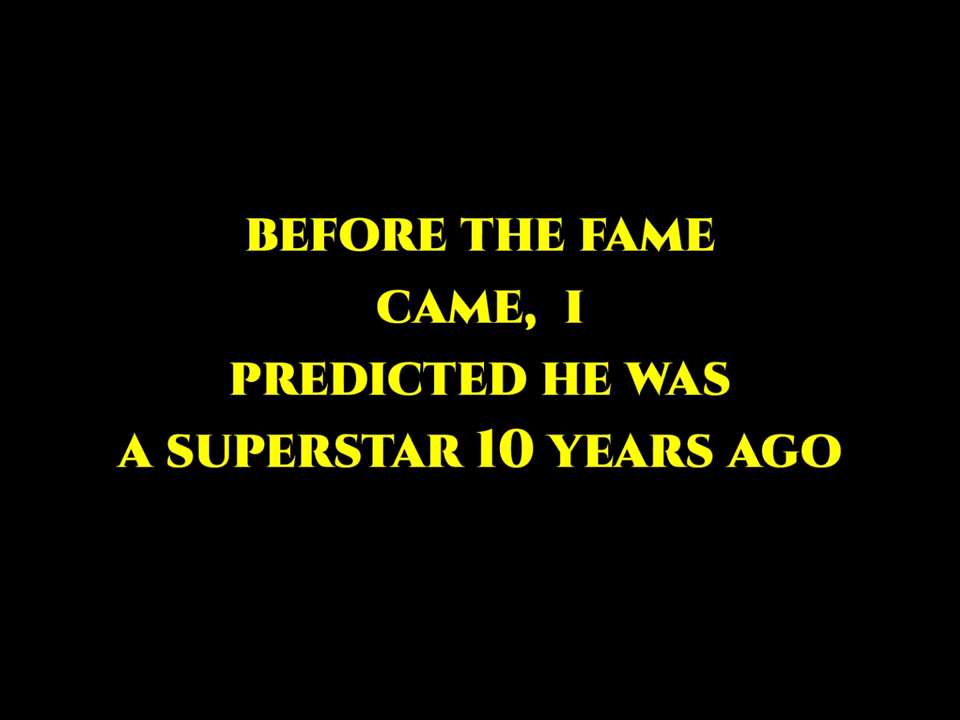 BEFORE THE FAME
CAME, I
PREDICTED HE WAS
A SUPERSTAR 10 YEARS AGO